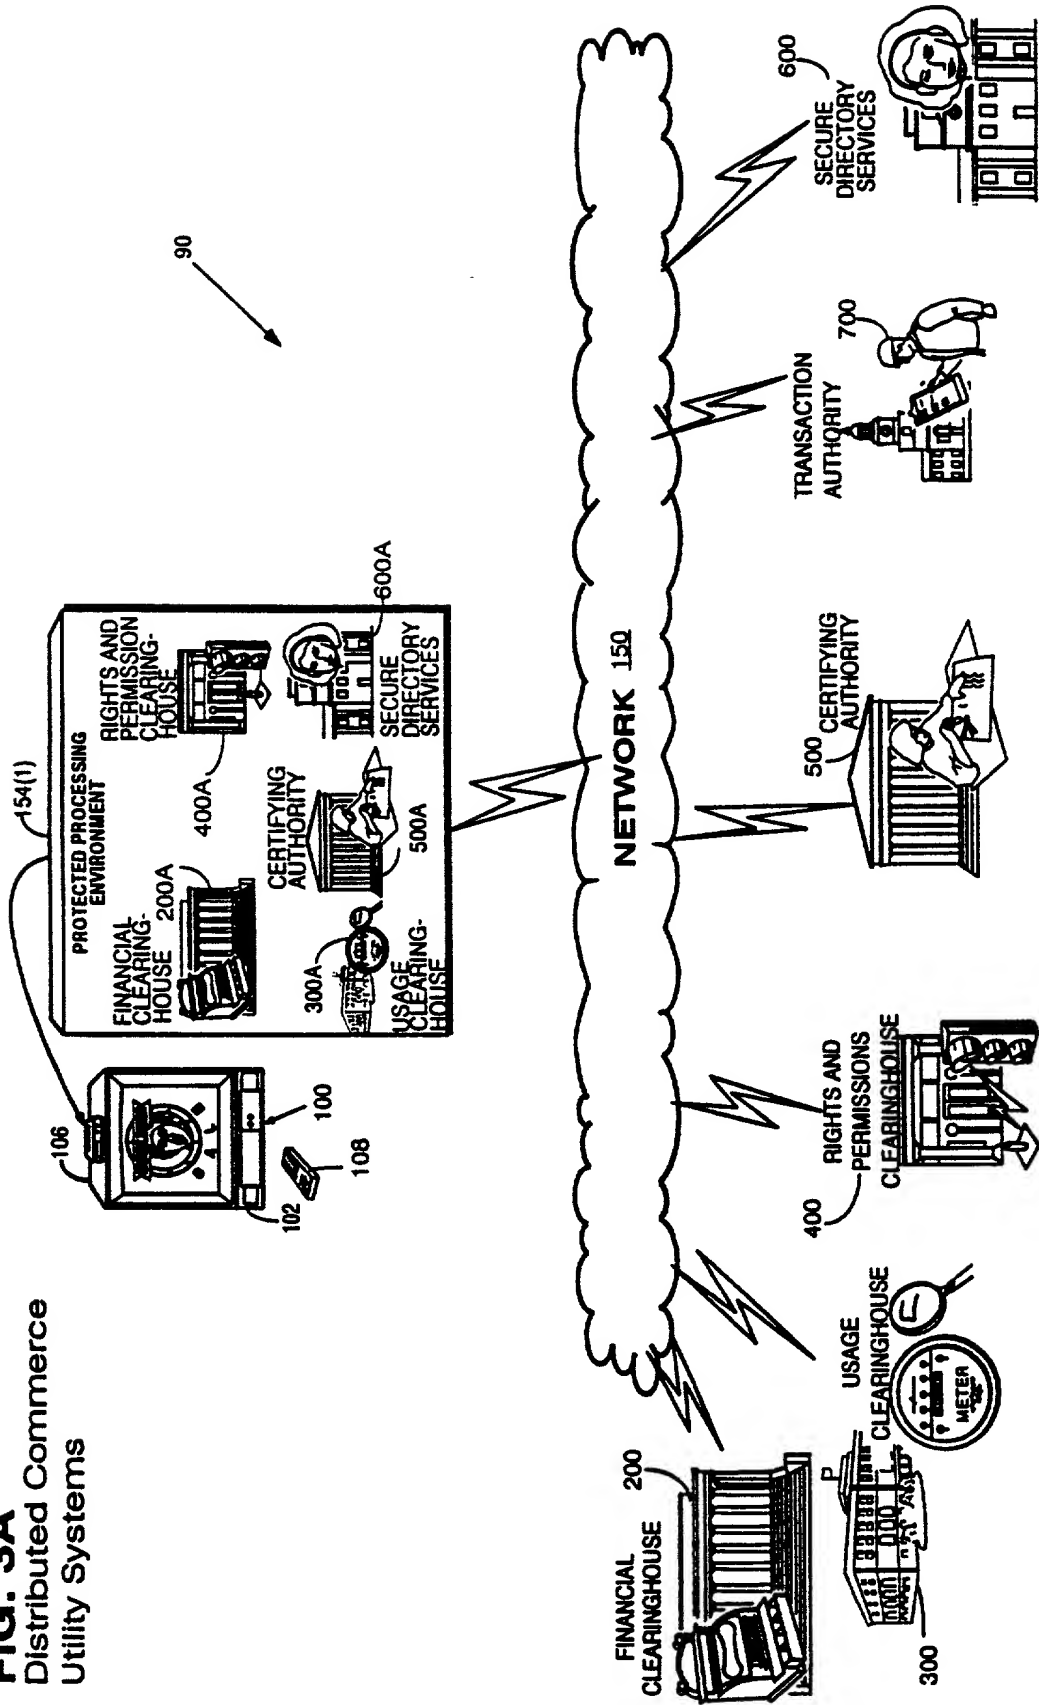 FIG. 3A
Distributed Commerce
Utility Systems
90
106
102
100
108
154(1)
PROTECTED PROCESSING
ENVIRONMENT
FINANCIAL
CLEARING-
HOUSE
200A
RIGHTS AND
PERMISSION
CLEARING-
HOUSE
400A
300A
USAGE
CLEARING-
HOUSE
CERTIFYING
AUTHORITY
500A
SECURE
DIRECTORY
SERVICES
600A
NETWORK 150
FINANCIAL
CLEARINGHOUSE
200
300
USAGE
CLEARINGHOUSE
METER
RIGHTS AND
PERMISSIONS
CLEARINGHOUSE
400
500
CERTIFYING
AUTHORITY
TRANSACTION
AUTHORITY
700
SECURE
DIRECTORY
SERVICES
600